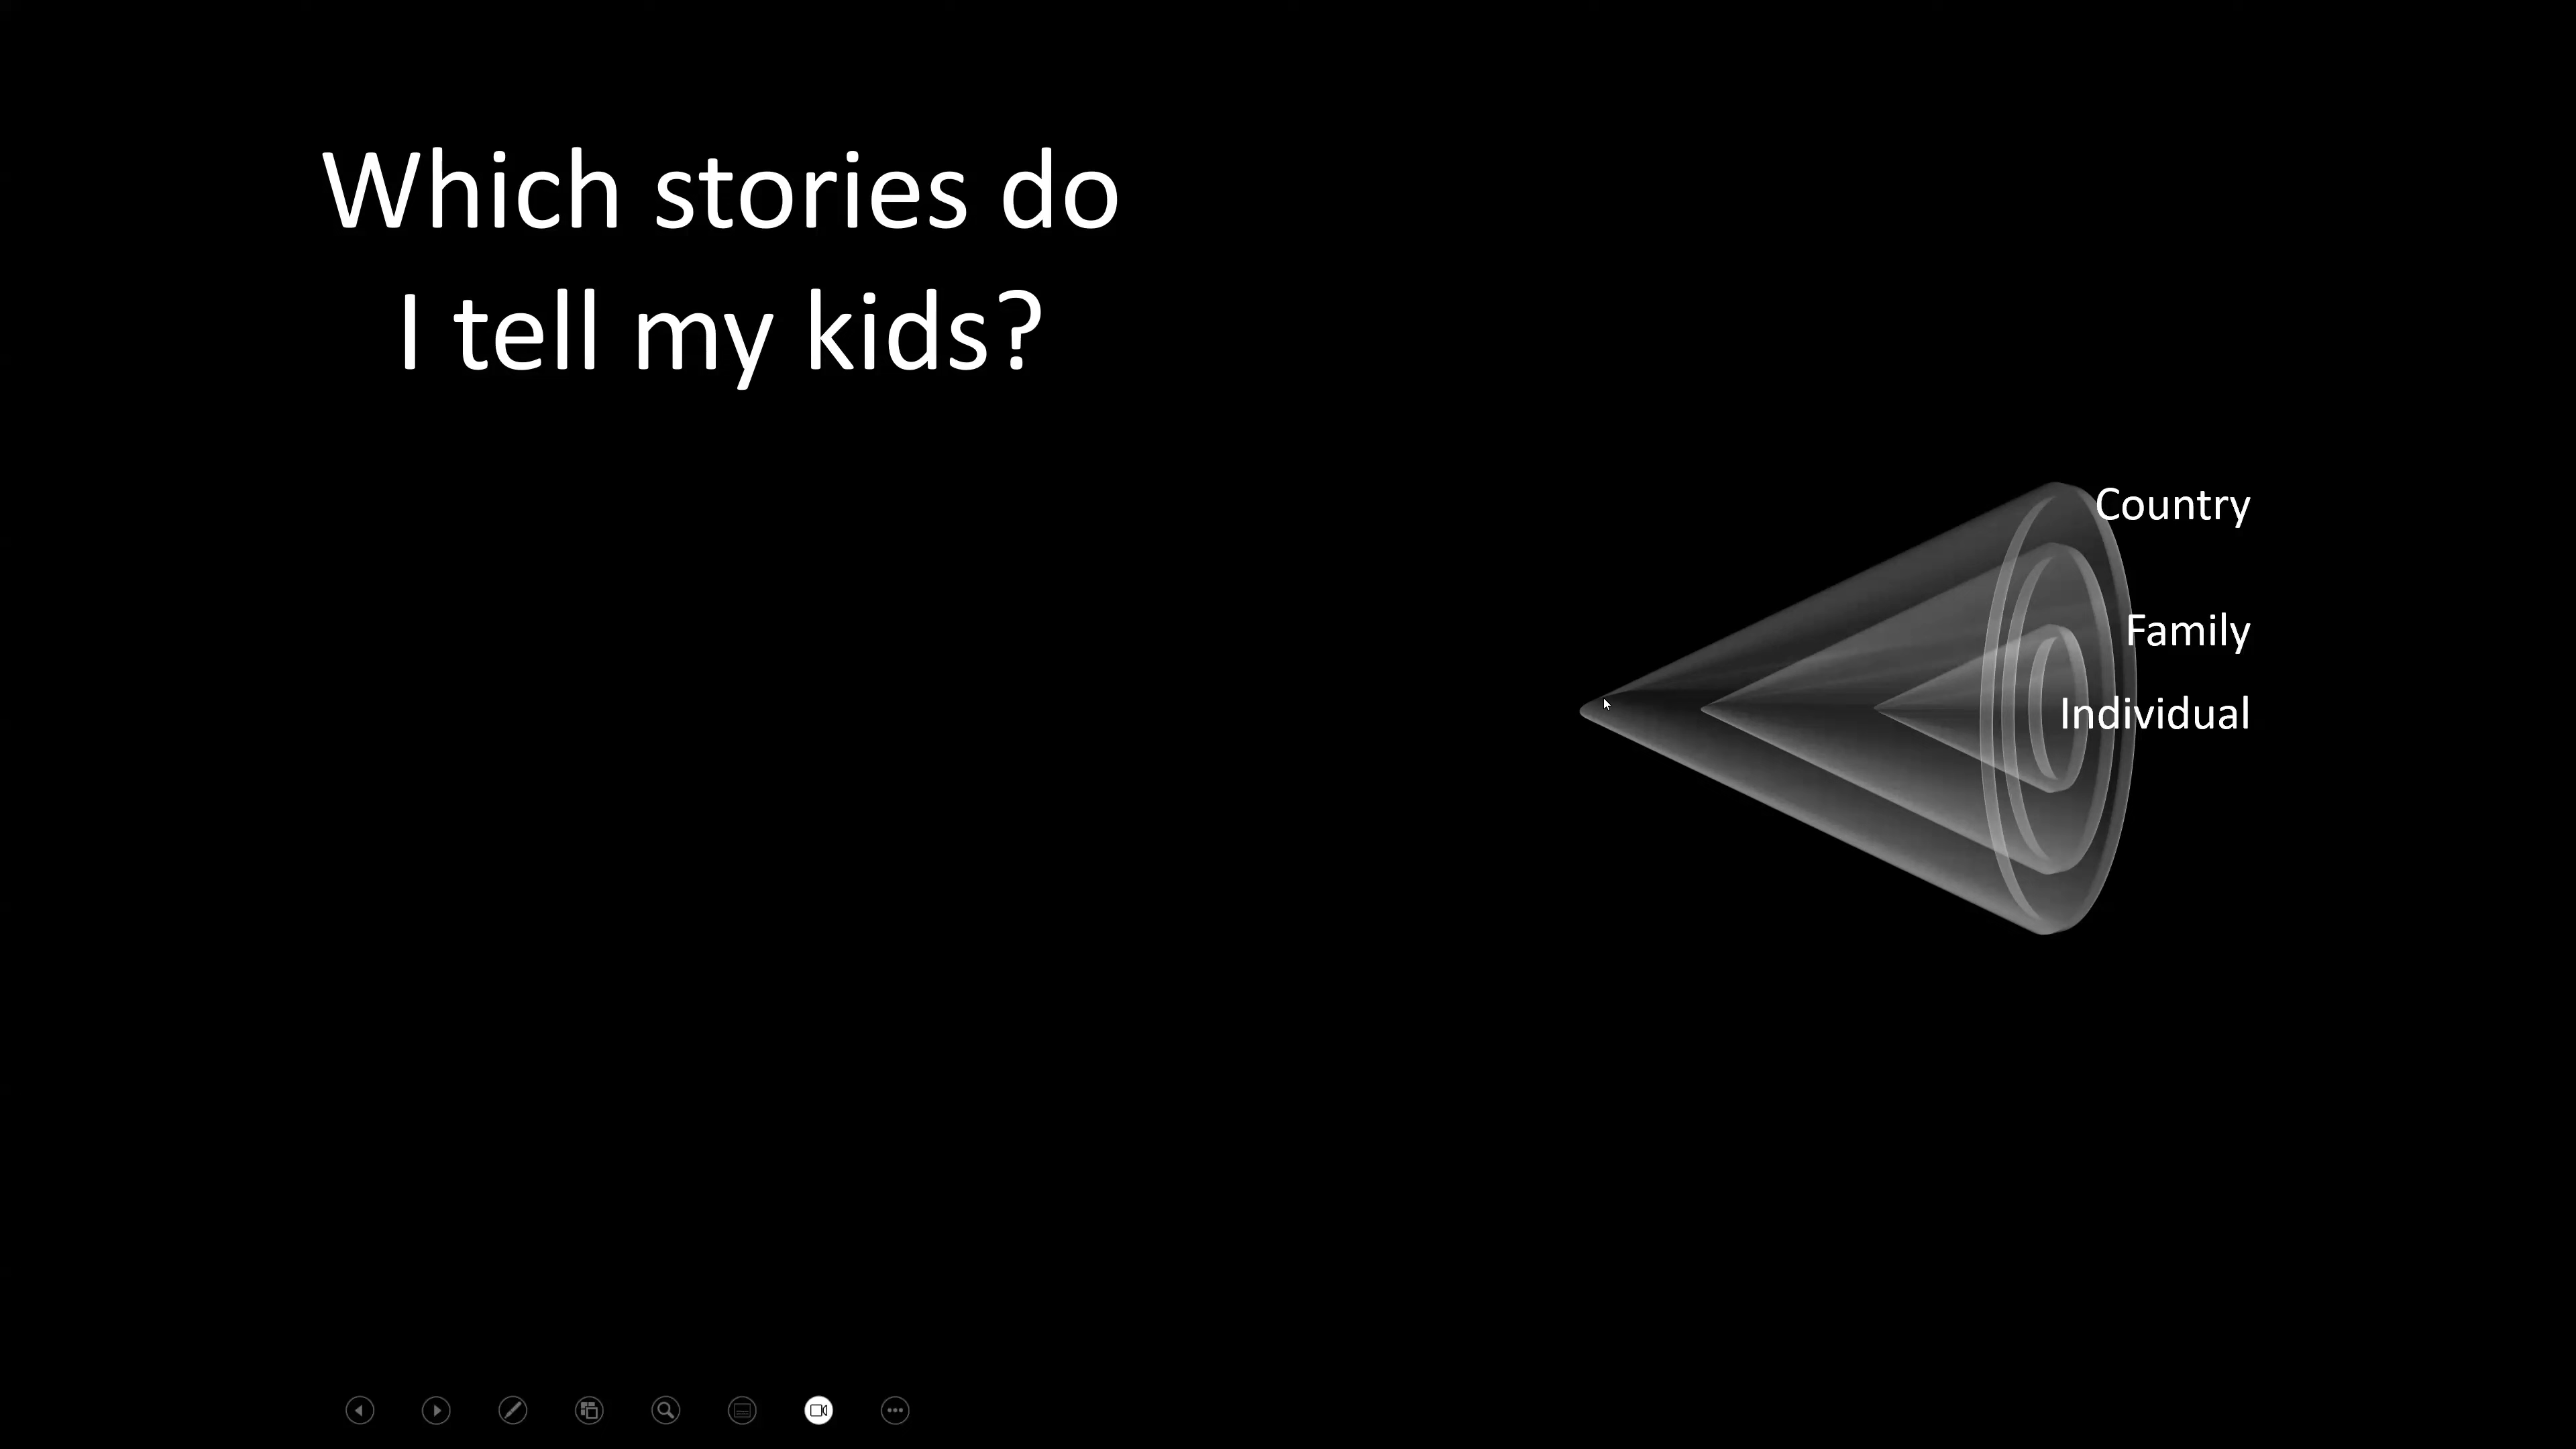 Which stories do
I tell my kids?
Country
Family
Individual